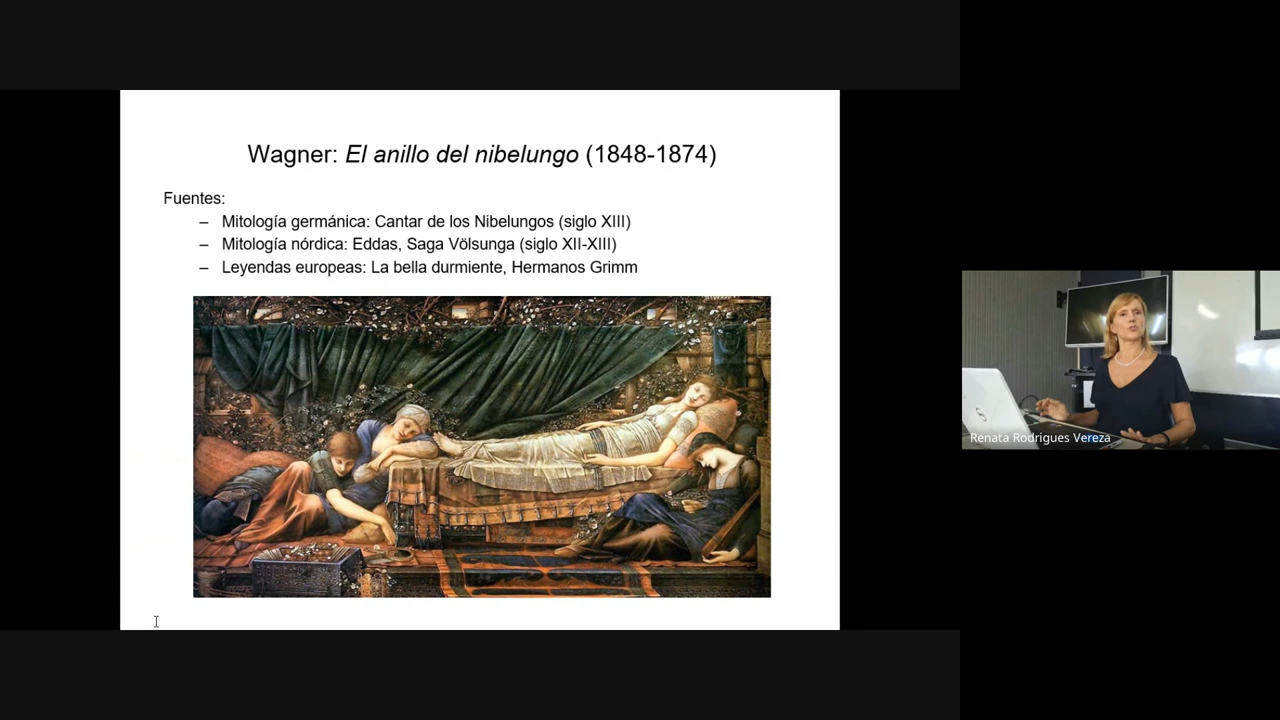 Wagner: El anillo del nibelungo (1848-1874)
Fuentes:
– Mitología germánica: Cantar de los Nibelungos (siglo XIII)
– Mitología nórdica: Eddas, Saga Völsunga (siglo XII-XIII)
– Leyendas europeas: La bella durmiente, Hermanos Grimm
Renata Rodrigues Vereza